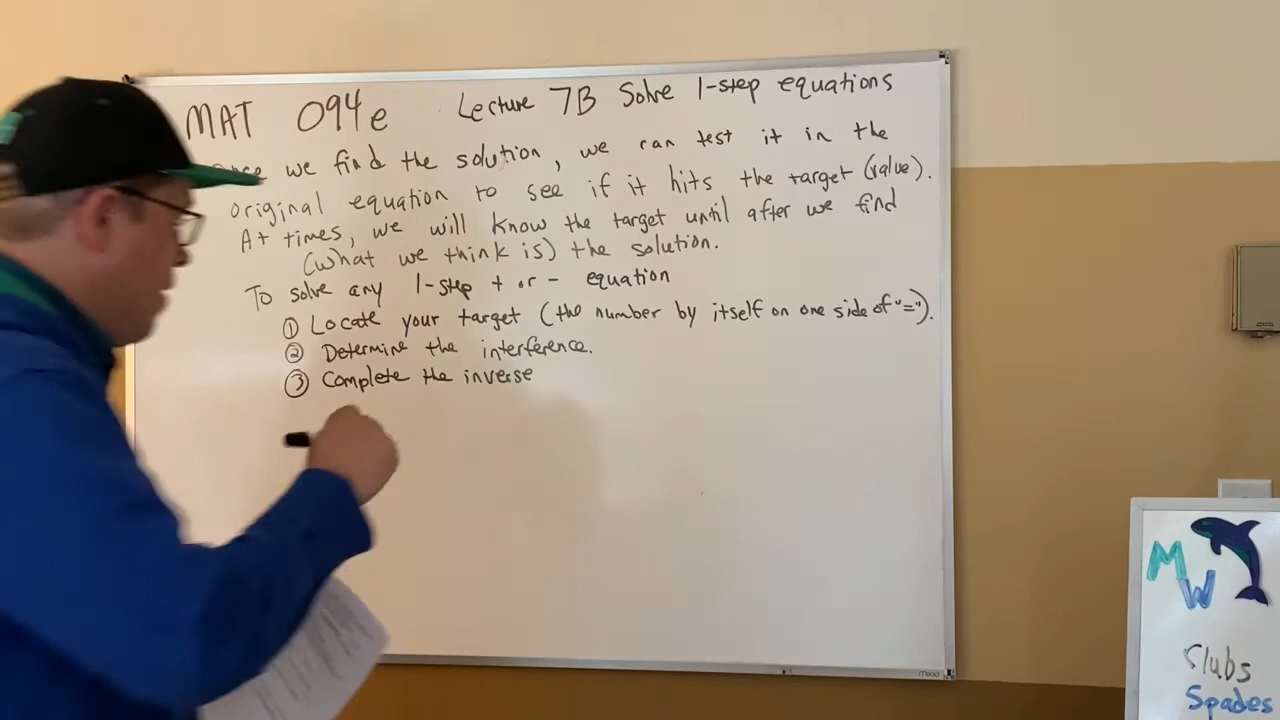 MAT 094e Lecture 7B Solve 1-step equations
we find the solution, we can test it in the
original equation to see if it hits the target (value).
At times, we will know the target until after we find
(what we think is) the solution.
To solve any 1-step + or - equation
① Locate your target (the number by itself on one side of "=").
② Determine the interference.
③ Complete the inverse
Mead
MW
Clubs
Spades